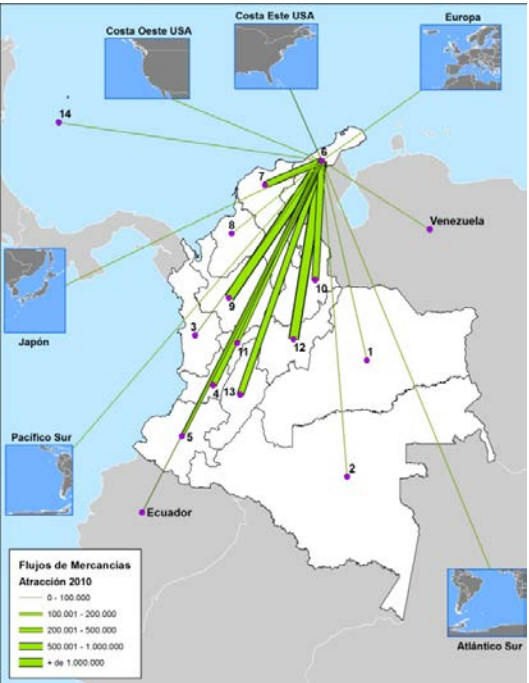 Costa Oeste USA
Costa Este USA
Europa
14
6
7
8
Venezuela
Japón
9
10
3
11
12
1
4
13
5
2
Pacífico Sur
Ecuador
Atlántico Sur
Flujos de Mercancias
Atracción 2010
0 - 100.000
100.001 - 200.000
200.001 - 500.000
500.001 - 1.000.000
+ de 1.000.000